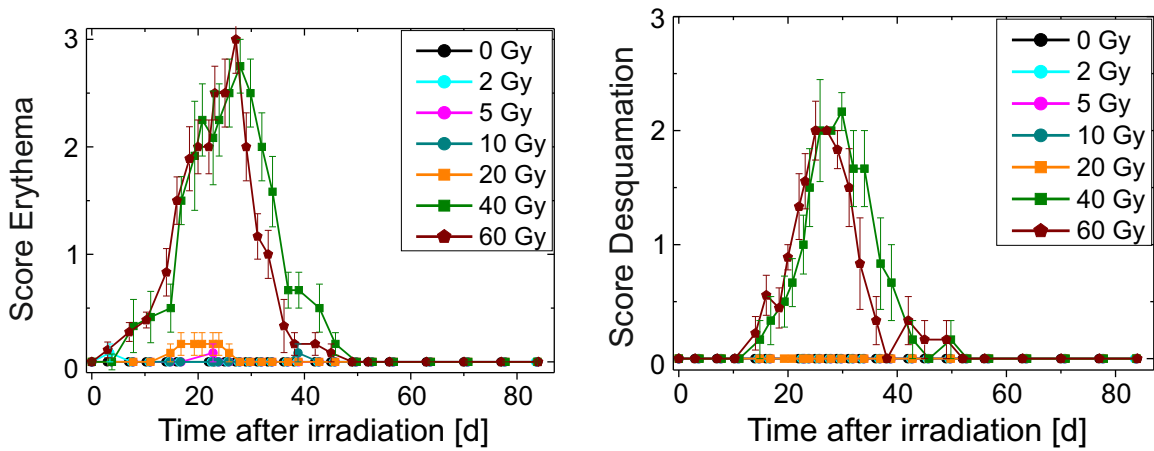 Score Erythema
3
2
1
0
0 Gy
2 Gy
5 Gy
10 Gy
20 Gy
40 Gy
60 Gy
0 20 40 60 80
Time after irradiation [d]
Score Desquamation
3
2
1
0
0 Gy
2 Gy
5 Gy
10 Gy
20 Gy
40 Gy
60 Gy
0 20 40 60 80
Time after irradiation [d]